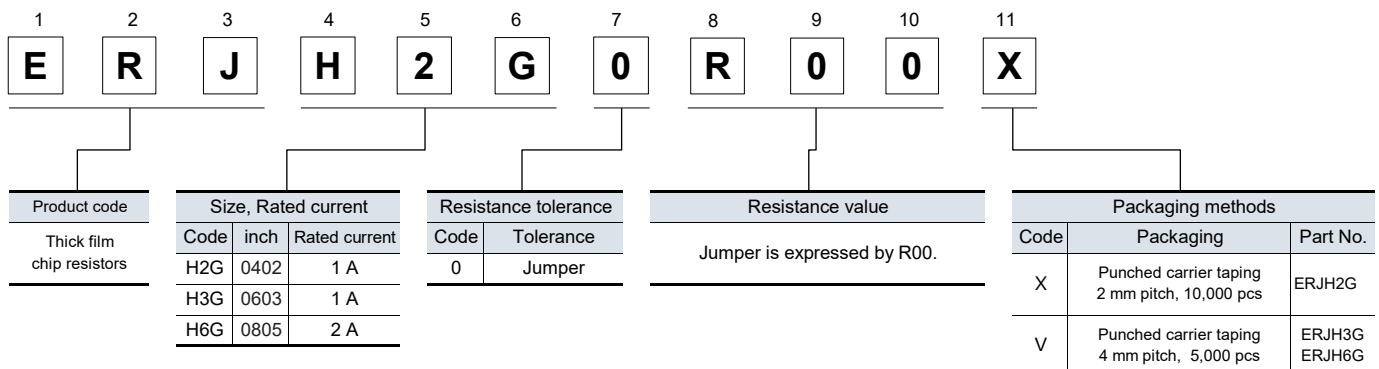 1 2 3 4 5 6 7 8 9 10 11
E R J H 2 G 0 R 0 0 X
Product code
Thick film
chip resistors
Size, Rated current
Code inch Rated current
H2G 0402 1 A
H3G 0603 1 A
H6G 0805 2 A
Resistance tolerance
Code Tolerance
0 Jumper
Resistance value
Jumper is expressed by R00.
Packaging methods
Code Packaging Part No.
X Punched carrier taping
2 mm pitch, 10,000 pcs ERJH2G
V Punched carrier taping ERJH3G
4 mm pitch, 5,000 pcs ERJH6G